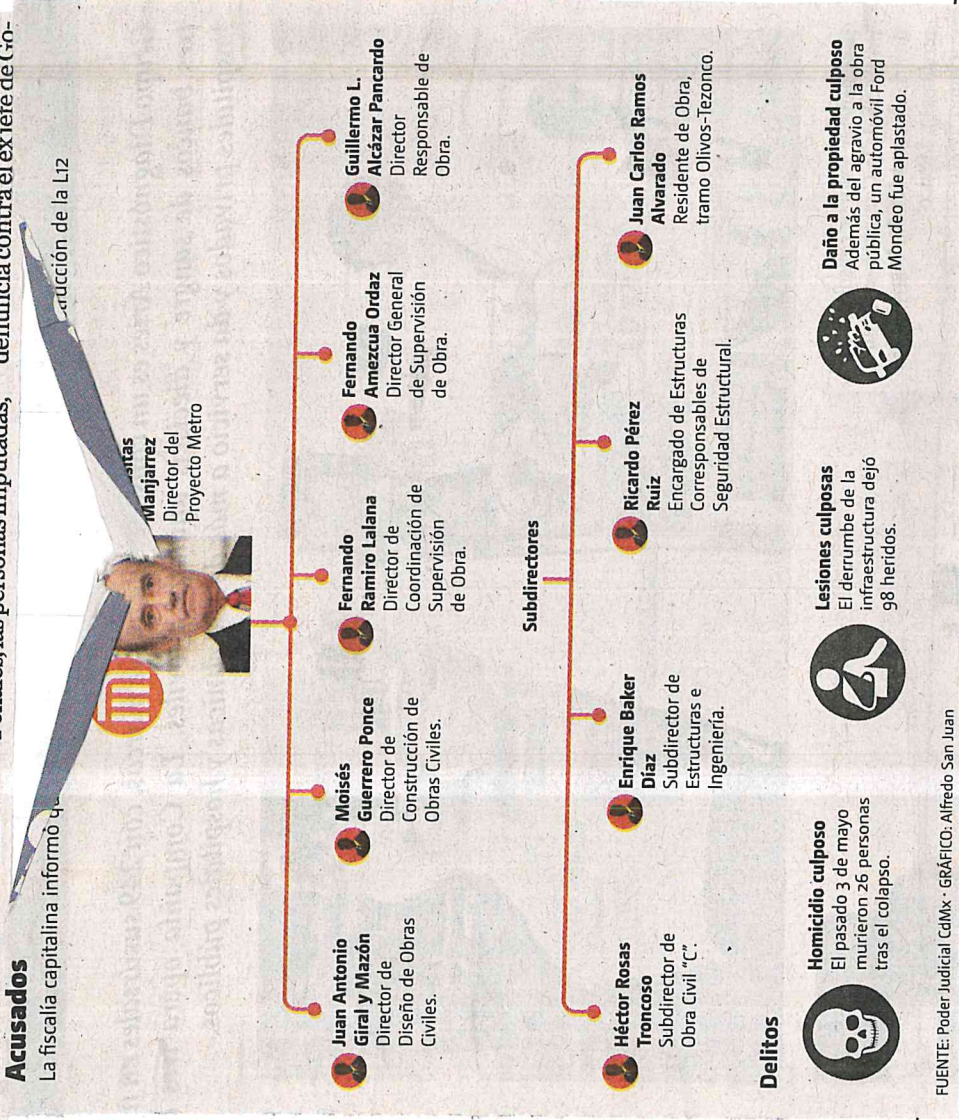 denuncia contra el exjefe de Go-
las personas imputadas,
Acusados
La fiscalía capitalina informó
de la L12
Manjarrez
Director del
Proyecto Metro
Juan Antonio
Giral y Mazón
Director de
Diseño de Obras
Civiles.
Moisés
Guerrero Ponce
Director de
Construcción de
Obras Civiles.
Fernando
Ramiro Lalana
Director de
Coordinación de
Supervisión
de Obra.
Fernando
Amezcua Ordaz
Director General
de Supervisión
de Obra.
Guillermo L.
Alcázar Pancardo
Director
Responsable de
Obra.
Subdirectores
Héctor Rosas
Troncoso
Subdirector de
Obra Civil "C".
Enrique Baker
Díaz
Subdirector de
Estructuras e
Ingeniería.
Ricardo Pérez
Ruiz
Encargado de Estructuras
Corresponsables de
Seguridad Estructural.
Juan Carlos Ramos
Alvarado
Residente de Obra,
tramo Olivos-Tezonco.
Delitos
Homicidio culposo
El pasado 3 de mayo
murieron 26 personas
tras el colapso.
Lesiones culposas
El derrumbe de la
infraestructura dejó
98 heridos.
Daño a la propiedad culposo
Además del agravio a la obra
pública, un automóvil Ford
Mondeo fue aplastado.
FUENTE: Poder Judicial CdMx · GRÁFICO: Alfredo San Juan